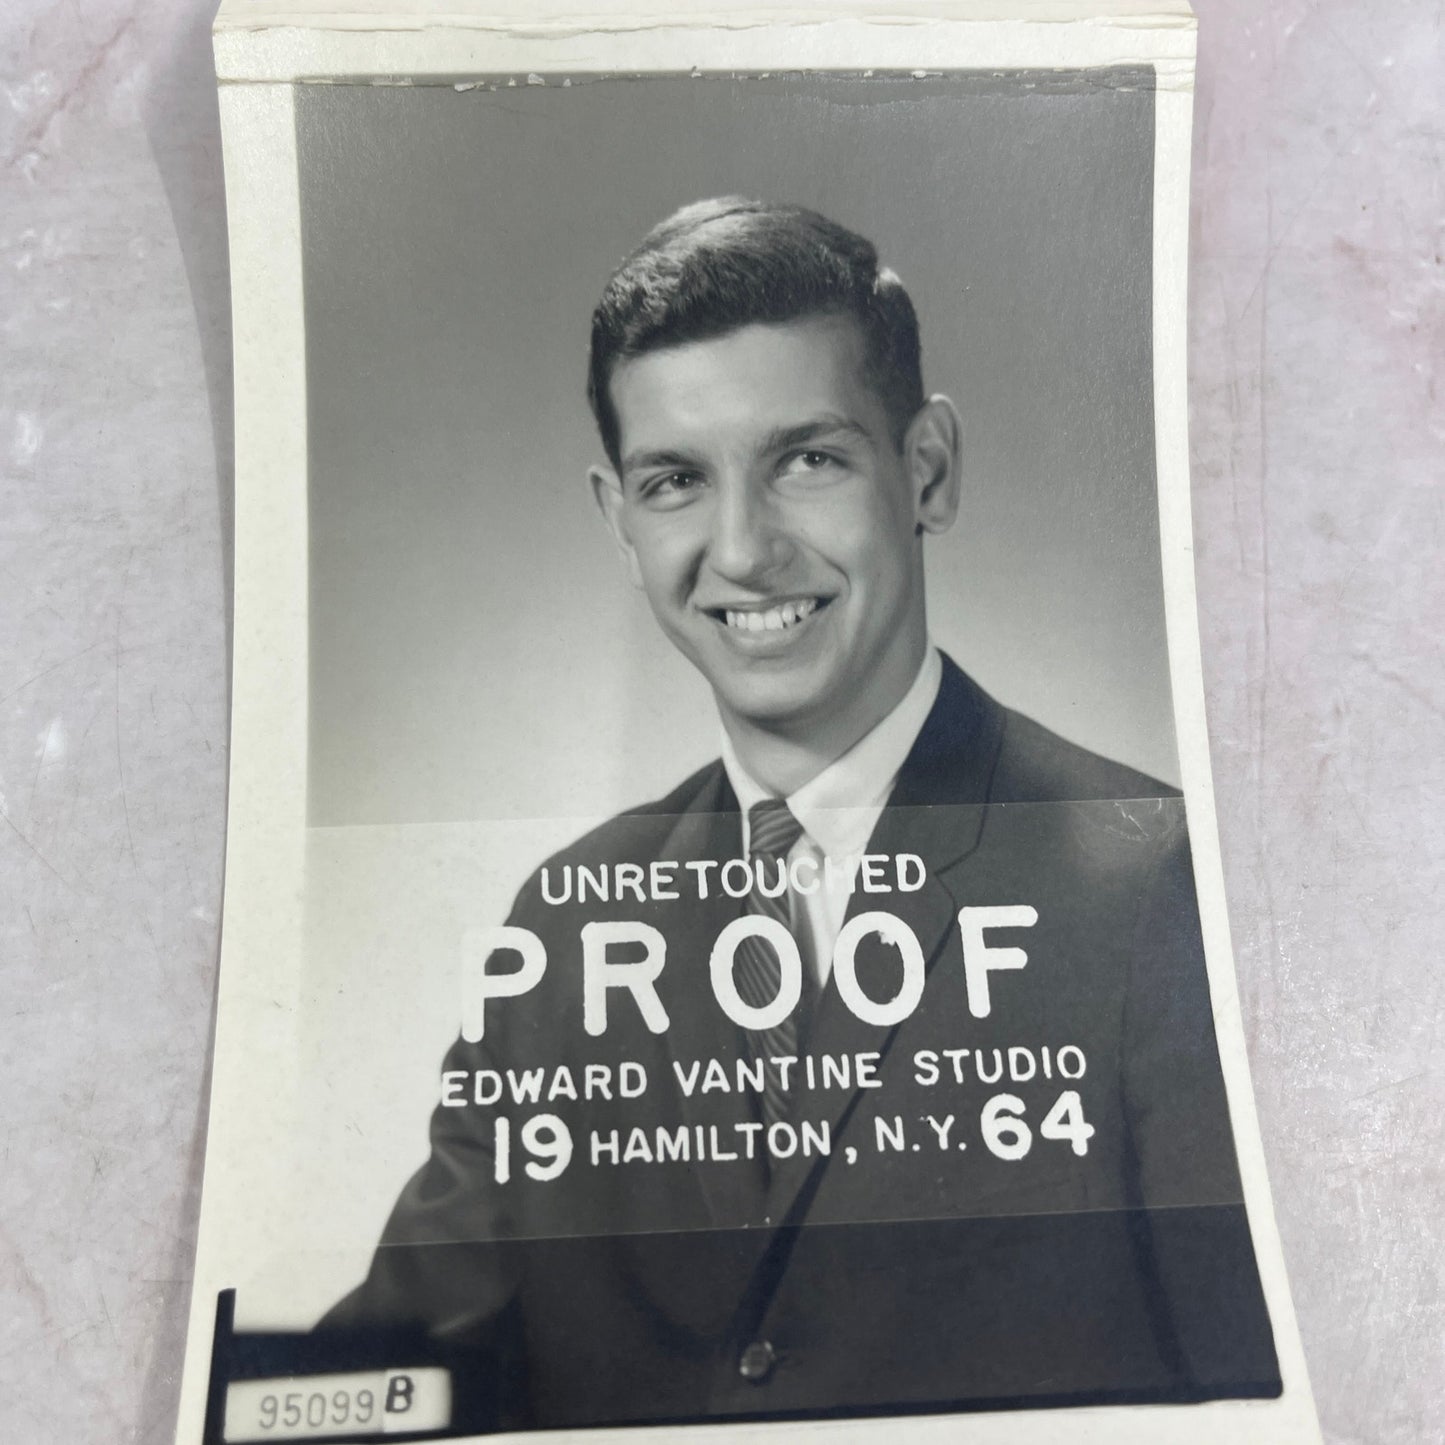 UNRETOUCHED
PROOF
EDWARD VANTINE STUDIO
19 HAMILTON, N.Y. 64
95099 B